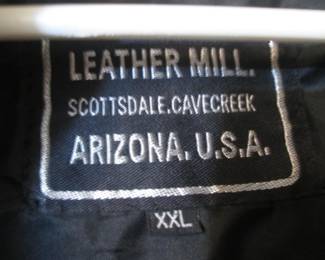 LEATHER MILL.
SCOTTSDALE.CAVECREEK
ARIZONA. U.S.A.
XXL